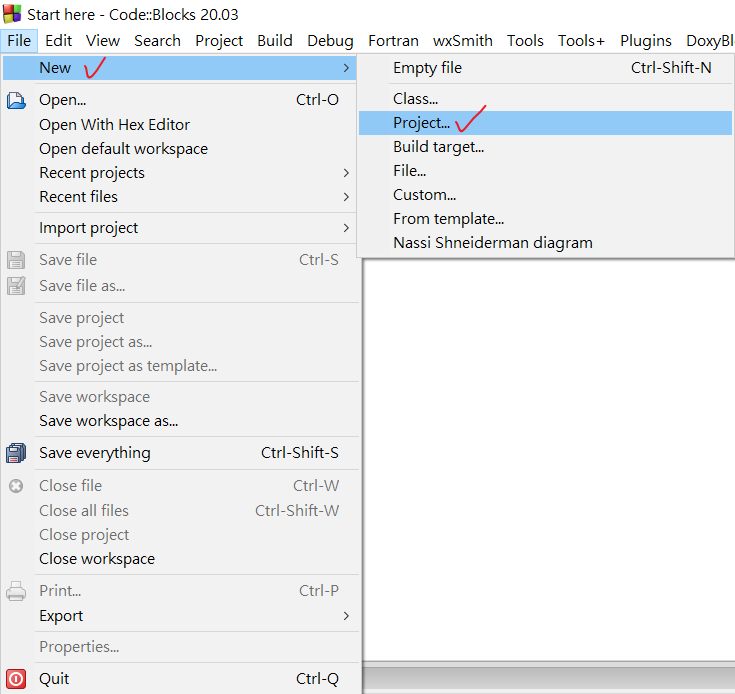 Start here - Code::Blocks 20.03
File Edit View Search Project Build Debug Fortran wxSmith Tools Tools+ Plugins DoxyBl
New
Open... Ctrl-O
Open With Hex Editor
Open default workspace
Recent projects
Recent files
Import project
Save file Ctrl-S
Save file as...
Save project
Save project as...
Save project as template...
Save workspace
Save workspace as...
Save everything Ctrl-Shift-S
Close file Ctrl-W
Close all files Ctrl-Shift-W
Close project
Close workspace
Print... Ctrl-P
Export
Properties...
Quit Ctrl-Q
Empty file Ctrl-Shift-N
Class...
Project...
Build target...
File...
Custom...
From template...
Nassi Shneiderman diagram